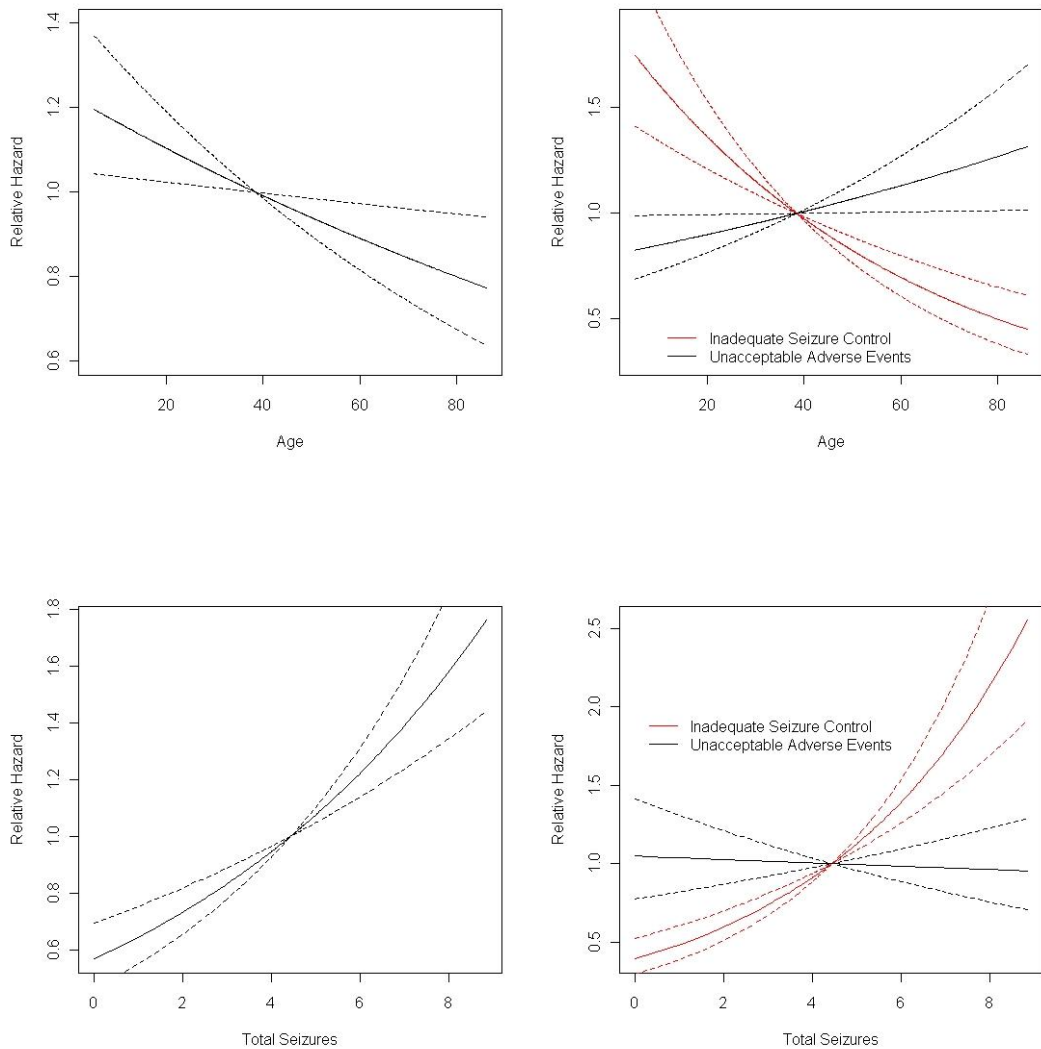 1.4
1.2
1.0
0.8
0.6
Relative Hazard
20 40 60 80
Age
1.5
1.0
0.5
Relative Hazard
Inadequate Seizure Control
Unacceptable Adverse Events
20 40 60 80
Age
1.8
1.6
1.4
1.2
1.0
0.8
0.6
Relative Hazard
0 2 4 6 8
Total Seizures
2.5
2.0
1.5
1.0
0.5
Relative Hazard
Inadequate Seizure Control
Unacceptable Adverse Events
0 2 4 6 8
Total Seizures